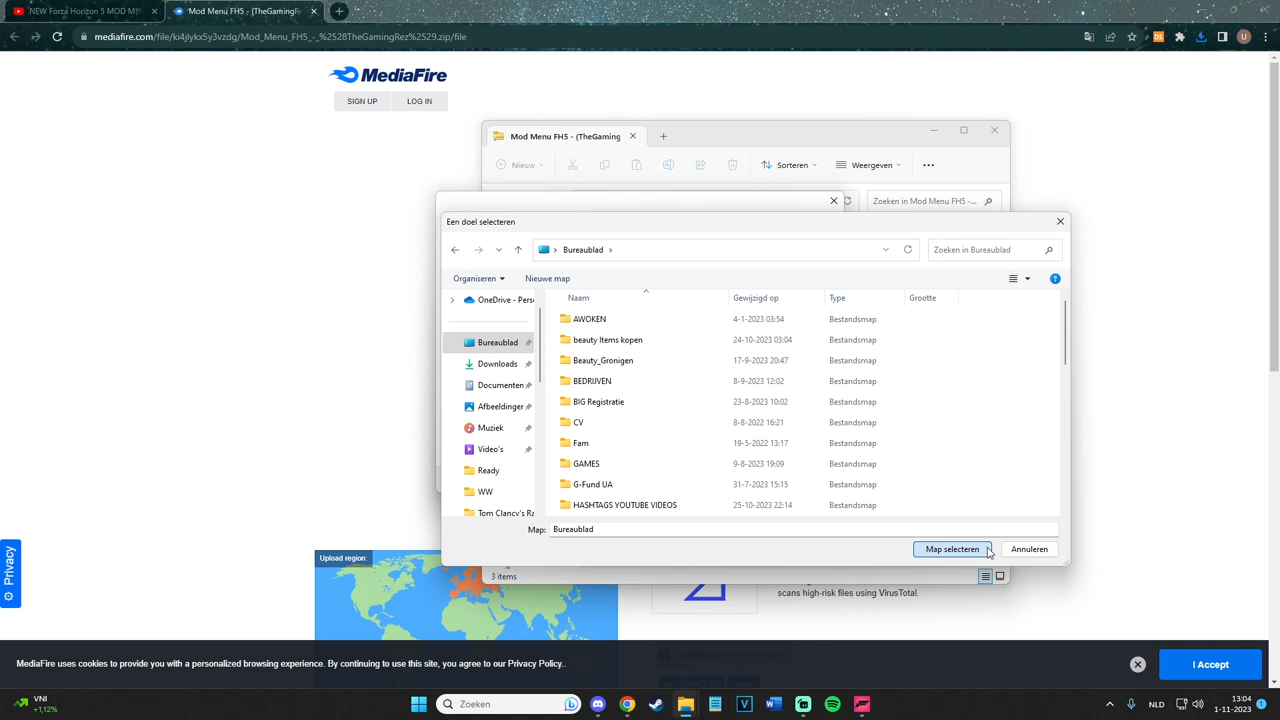 NEW Forza Horizon 5 MOD ME
Mod Menu FH5 - (TheGamingRe
mediafire.com/file/ki4jlykx5y3vzdg/Mod_Menu_FH5_-_%2528TheGamingRez%2529.zip/file
DS
U
MediaFire
SIGN UP
LOG IN
Mod Menu FH5 - (TheGaming
Nieuw
Sorteren
Weergeven
Zoeken in Mod Menu FH5 -...
Een doel selecteren
Bureaublad
Zoeken in Bureaublad
Organiseren
Nieuwe map
Naam
Gewijzigd op
Type
Grootte
OneDrive - Pers
AWOKEN
4-1-2023 03:54
Bestandsmap
beauty Items kopen
24-10-2023 03:04
Bestandsmap
Bureaublad
Beauty_Gronigen
17-9-2023 20:47
Bestandsmap
Downloads
BEDRIJVEN
8-9-2023 12:02
Bestandsmap
Documenten
BIG Registratie
23-8-2023 10:02
Bestandsmap
Afbeeldingen
CV
8-8-2022 16:21
Bestandsmap
Muziek
Fam
19-5-2022 13:17
Bestandsmap
Video's
GAMES
9-8-2023 19:09
Bestandsmap
Ready
G-Fund UA
31-7-2023 15:15
Bestandsmap
WW
HASHTAGS YOUTUBE VIDEOS
25-10-2023 22:14
Bestandsmap
Tom Clancy's Ra
Map:
Bureaublad
Map selecteren
Annuleren
Upload region:
3 items
scans high-risk files using VirusTotal.
Privacy
MediaFire uses cookies to provide you with a personalized browsing experience. By continuing to use this site, you agree to our Privacy Policy..
I Accept
VNI
+1,12%
Zoeken
NLD
13:04
1-11-2023